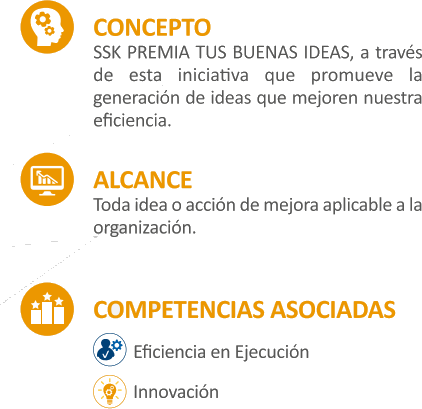 CONCEPTO
SSK PREMIA TUS BUENAS IDEAS, a través
de esta iniciativa que promueve la
generación de ideas que mejoren nuestra
eficiencia.
ALCANCE
Toda idea o acción de mejora aplicable a la
organización.
COMPETENCIAS ASOCIADAS
Eficiencia en Ejecución
Innovación